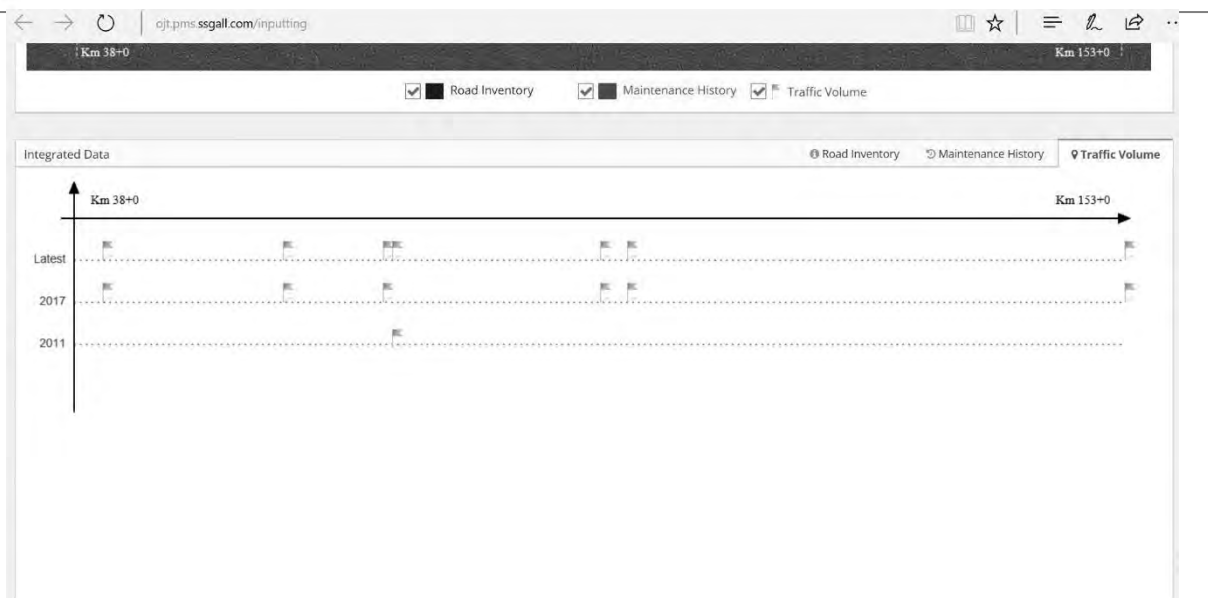 ojt.pms.ssgall.com/inputting
Km 38+0 Km 153+0
Road Inventory Maintenance History Traffic Volume
Integrated Data Road Inventory Maintenance History Traffic Volume
Km 38+0 Km 153+0
Latest
2017
2011